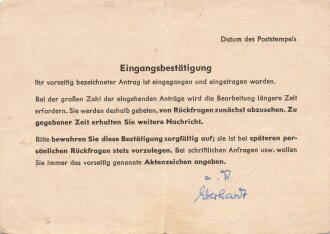 Datum des Poststempels
Eingangsbestätigung
Ihr vorseitig bezeichneter Antrag ist eingegangen und eingetragen worden.
Bei der großen Zahl der eingehenden Anträge wird die Bearbeitung längere Zeit
erfordern. Sie werden deshalb gebeten, von Rückfragen zunächst abzusehen. Zu
gegebener Zeit erhalten Sie weitere Nachricht.
Bitte bewahren Sie diese Bestätigung sorgfältig auf; sie ist bei späteren per-
sönlichen Rückfragen stets vorzulegen. Bei schriftlichen Anfragen usw. wollen
Sie immer das vorseitig genannte Aktenzeichen angeben.
Eberhardt